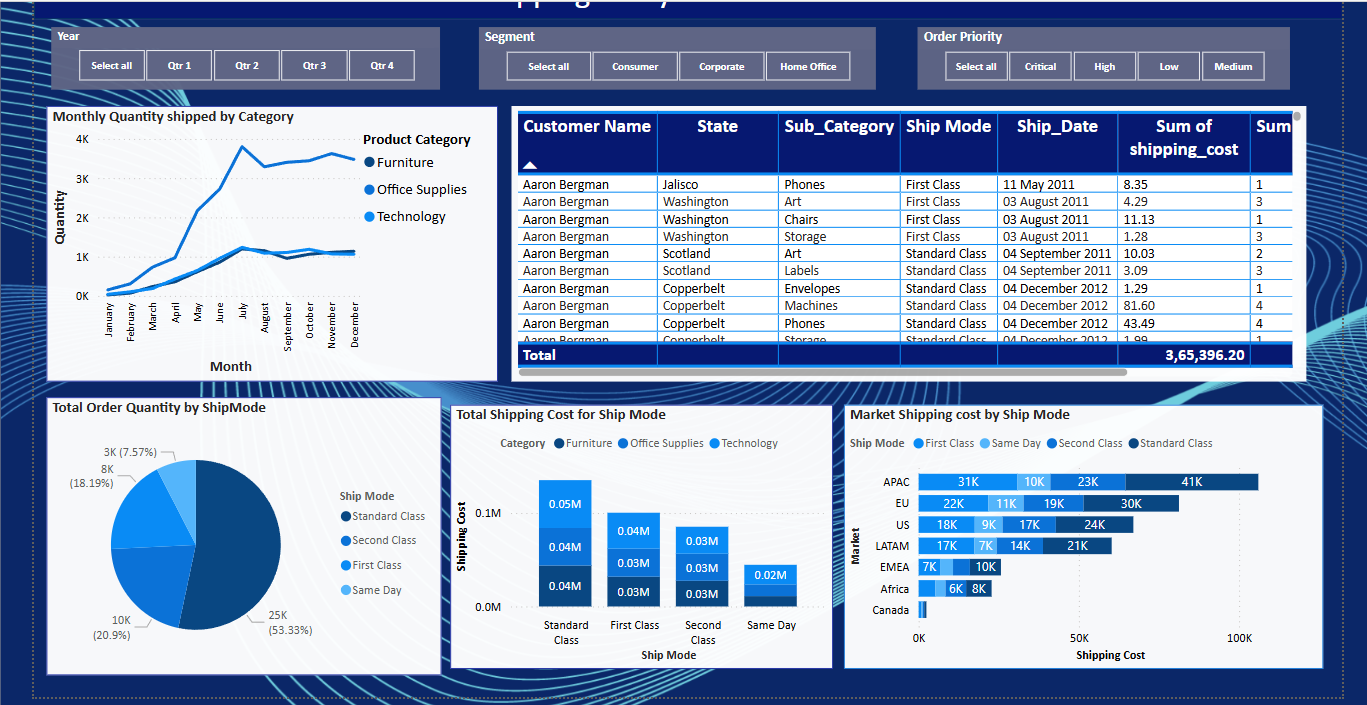 Year
Select all Qtr 1 Qtr 2 Qtr 3 Qtr 4
Segment
Select all Consumer Corporate Home Office
Order Priority
Select all Critical High Low Medium
Monthly Quantity shipped by Category
4K
3K
2K
1K
0K
Quantity
January February March April May June July August September October November December
Month
Product Category
Furniture
Office Supplies
Technology
Customer Name State Sub_Category Ship Mode Ship_Date Sum of shipping_cost Sum
Aaron Bergman Jalisco Phones First Class 11 May 2011 8.35 1
Aaron Bergman Washington Art First Class 03 August 2011 4.29 3
Aaron Bergman Washington Chairs First Class 03 August 2011 11.13 1
Aaron Bergman Washington Storage First Class 03 August 2011 1.28 3
Aaron Bergman Scotland Art Standard Class 04 September 2011 10.03 2
Aaron Bergman Scotland Labels Standard Class 04 September 2011 3.09 3
Aaron Bergman Copperbelt Envelopes Standard Class 04 December 2012 1.29 1
Aaron Bergman Copperbelt Machines Standard Class 04 December 2012 81.60 4
Aaron Bergman Copperbelt Phones Standard Class 04 December 2012 43.49 4
Aaron Bergman Copperbelt Storage Standard Class 04 December 2012 1.99 1
Total 3,65,396.20
Total Order Quantity by ShipMode
3K (7.57%)
8K
(18.19%)
10K
(20.9%)
25K
(53.33%)
Ship Mode
Standard Class
Second Class
First Class
Same Day
Total Shipping Cost for Ship Mode
Category Furniture Office Supplies Technology
Shipping Cost
0.1M
0.0M
0.05M
0.04M
0.04M
0.04M
0.03M
0.03M
0.03M
0.03M
0.03M
0.02M
Standard Class First Class Second Class Same Day
Ship Mode
Market Shipping cost by Ship Mode
Ship Mode First Class Same Day Second Class Standard Class
Market
APAC 31K 10K 23K 41K
EU 22K 11K 19K 30K
US 18K 9K 17K 24K
LATAM 17K 7K 14K 21K
EMEA 7K 10K
Africa 6K 8K
Canada
0K 50K 100K
Shipping Cost